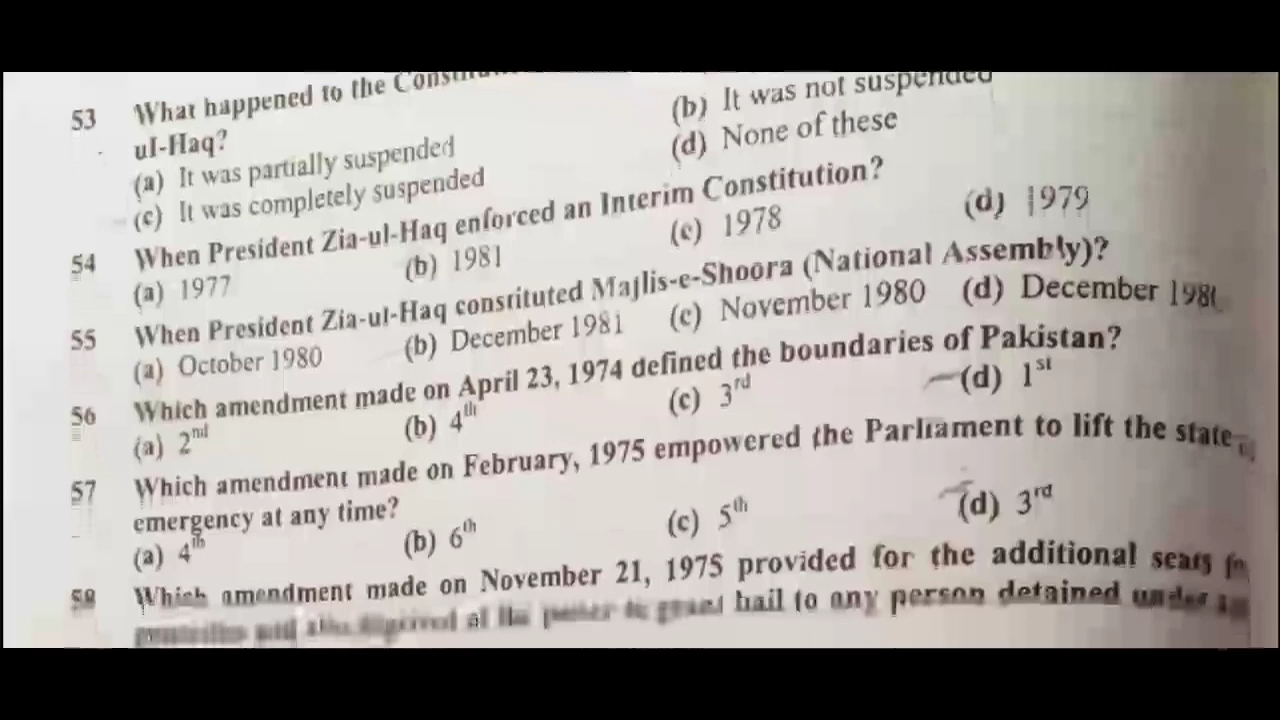 53 What happened to the
ul-Haq?
(a) It was partially suspended (b) It was not suspended
(c) It was completely suspended (d) None of these
54 When President Zia-ul-Haq enforced an Interim Constitution?
(a) 1977 (b) 1981 (c) 1978 (d) 1979
55 When President Zia-ul-Haq constituted Majlis-e-Shoora (National Assembly)?
(a) October 1980 (b) December 1981 (c) November 1980 (d) December
56 Which amendment made on April 23, 1974 defined the boundaries of Pakistan?
(a) 2nd (b) 4th (c) 3rd (d) 1st
57 Which amendment made on February, 1975 empowered the Parliament to lift the state
emergency at any time?
(a) 4th (b) 6th (c) 5th (d) 3rd
58 Which amendment made on November 21, 1975 provided for the additional seats
grant bail to any person detained under